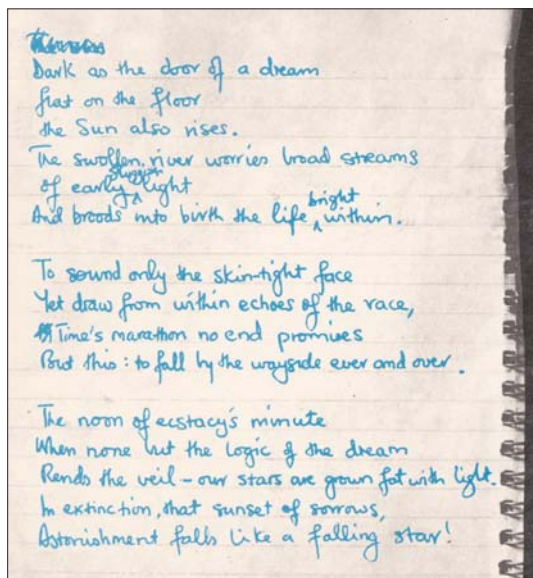 Dark as the door of a dream
flat on the floor
the Sun also rises.
The swollen river worries broad streams
of early sluggish light
And broods into birth the life bright within.
To sound only the skin-tight face
Yet draw from within echoes of the race,
Time's marathon no end promises
But this: to fall by the wayside ever and over.
The noon of ecstacy's minute
When none but the logic of the dream
Rends the veil – our stars are grown fat with light.
In extinction, that sunset of sorrows,
Astonishment falls like a falling star!